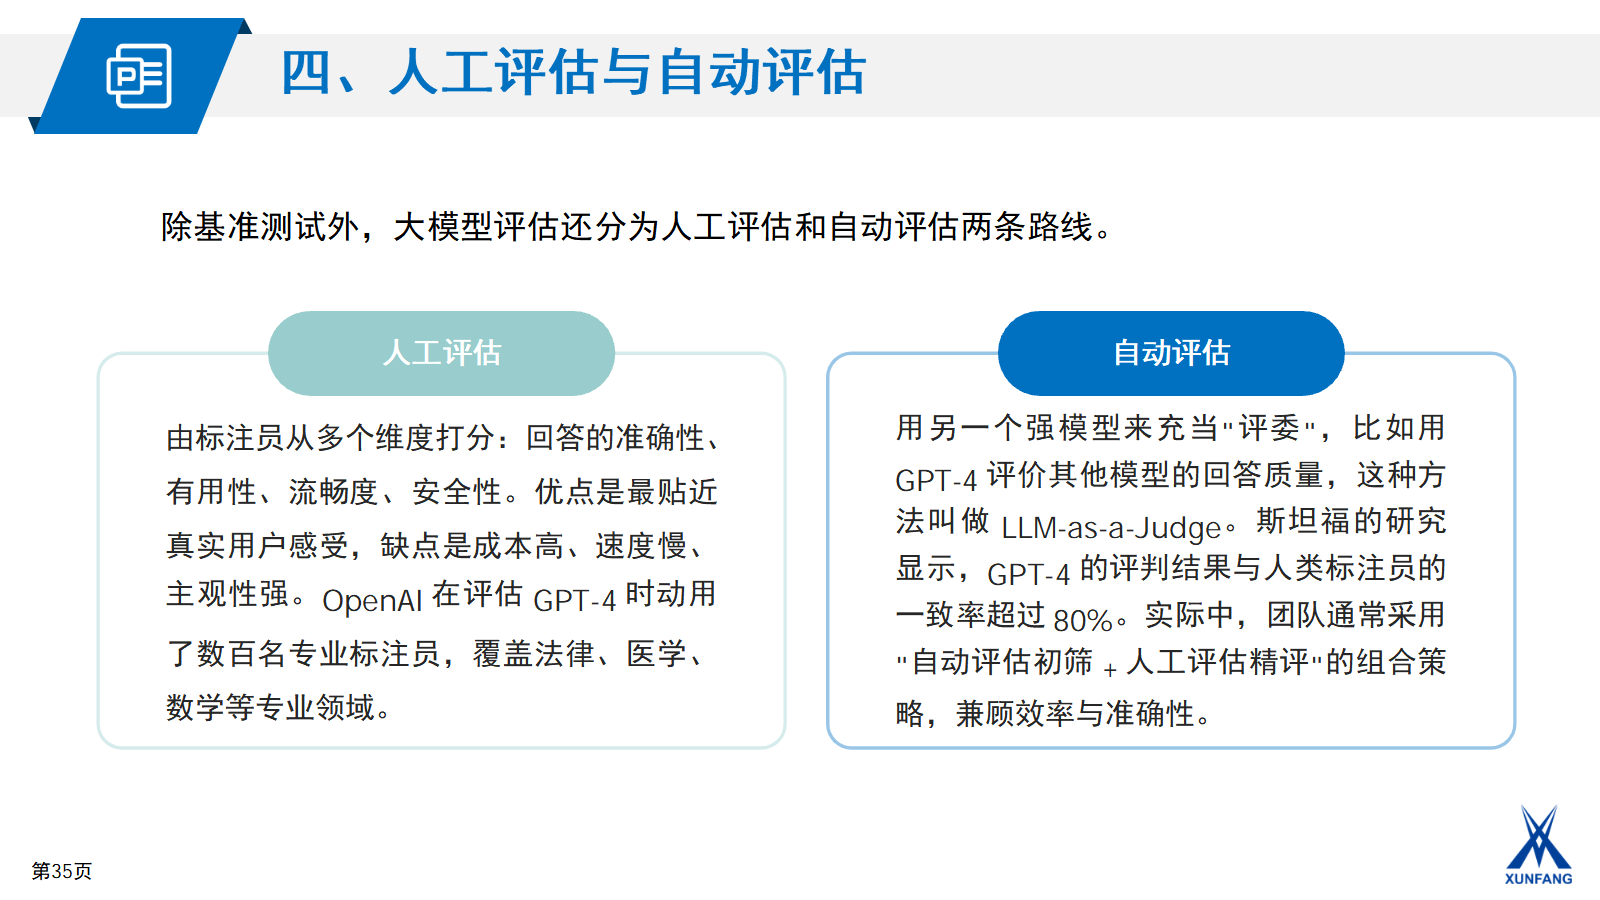 四、人工评估与自动评估
除基准测试外，大模型评估还分为人工评估和自动评估两条路线。
人工评估
由标注员从多个维度打分：回答的准确性、
有用性、流畅度、安全性。优点是最贴近
真实用户感受，缺点是成本高、速度慢、
主观性强。OpenAI 在评估 GPT-4 时动用
了数百名专业标注员，覆盖法律、医学、
数学等专业领域。
自动评估
用另一个强模型来充当"评委"，比如用
GPT-4 评价其他模型的回答质量，这种方
法叫做 LLM-as-a-Judge。斯坦福的研究
显示，GPT-4 的评判结果与人类标注员的
一致率超过 80%。实际中，团队通常采用
"自动评估初筛 + 人工评估精评"的组合策
略，兼顾效率与准确性。
第35页
XUNFANG